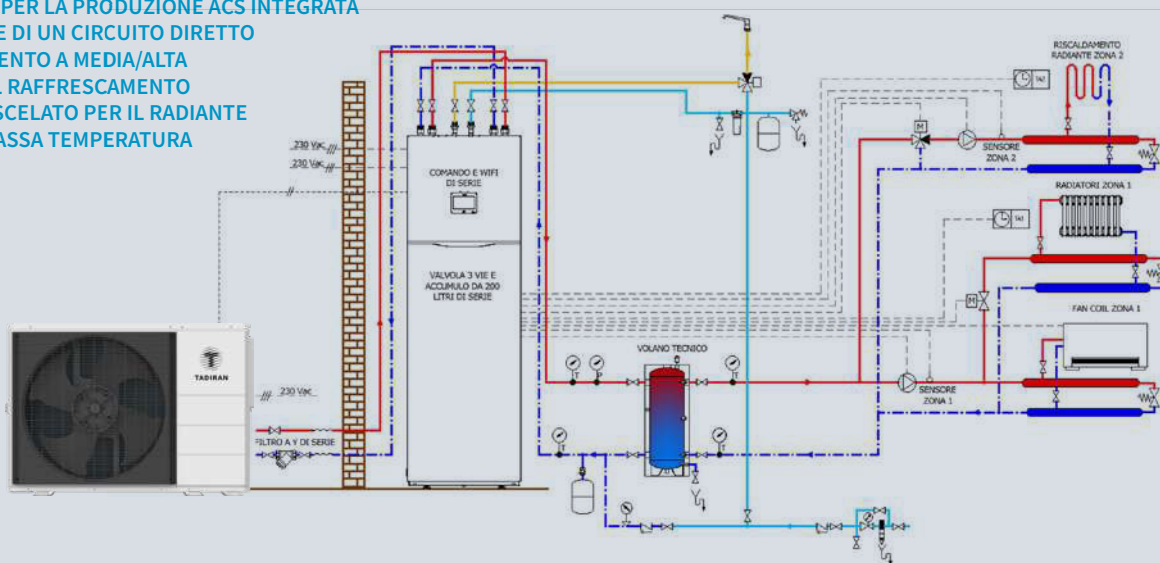 PER LA PRODUZIONE ACS INTEGRATA
E DI UN CIRCUITO DIRETTO
ENTO A MEDIA/ALTA
L RAFFRESCAMENTO
SCELATO PER IL RADIANTE
ASSA TEMPERATURA
RISCALDAMENTO
RADIANTE ZONA 2
230 Vac
230 Vac
M
SENSORE
ZONA 2
COMANDO E WIFI
DI SERIE
RADIATORI ZONA 1
VALVOLA 3 VIE E
ACCUMULO DA 200
LITRI DI SERIE
M
FAN COIL ZONA 1
VOLANO TECNICO
TADIRAN
T
P
T
SENSORE
ZONA 1
230 Vac
FILTRO A Y DI SERIE
T
T